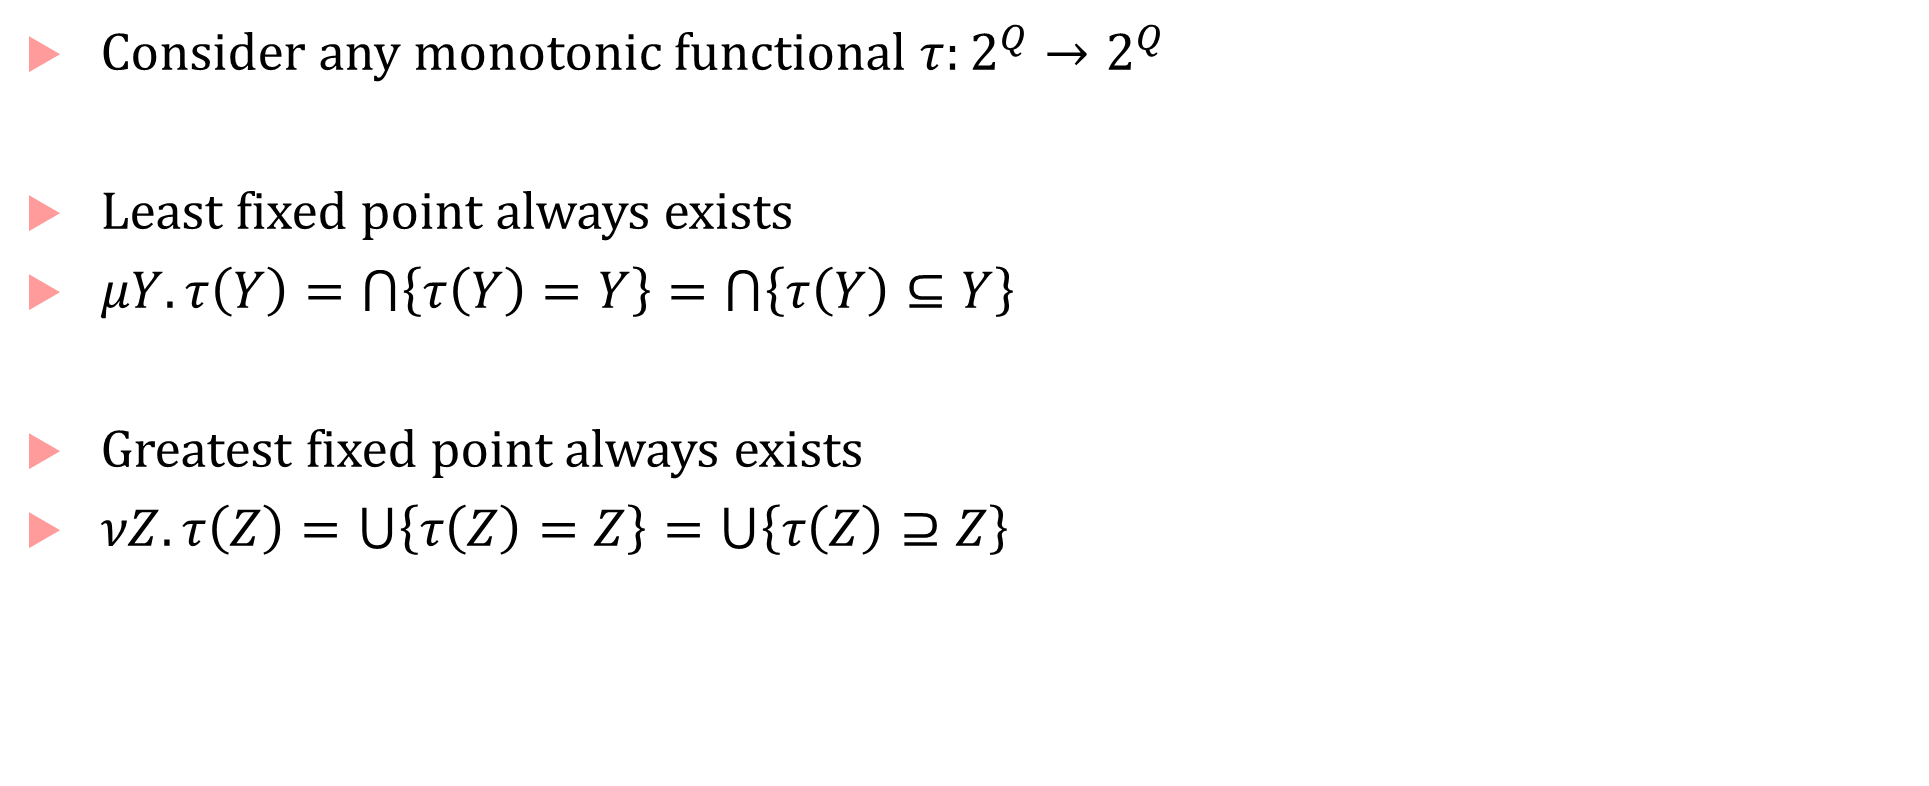 Consider any monotonic functional 𝜏: 2^𝑄 → 2^𝑄
Least fixed point always exists
𝜇𝑌. 𝜏(𝑌) = ⋂{𝜏(𝑌) = 𝑌} = ⋂{𝜏(𝑌) ⊆ 𝑌}
Greatest fixed point always exists
𝜈𝑍. 𝜏(𝑍) = ⋃{𝜏(𝑍) = 𝑍} = ⋃{𝜏(𝑍) ⊇ 𝑍}